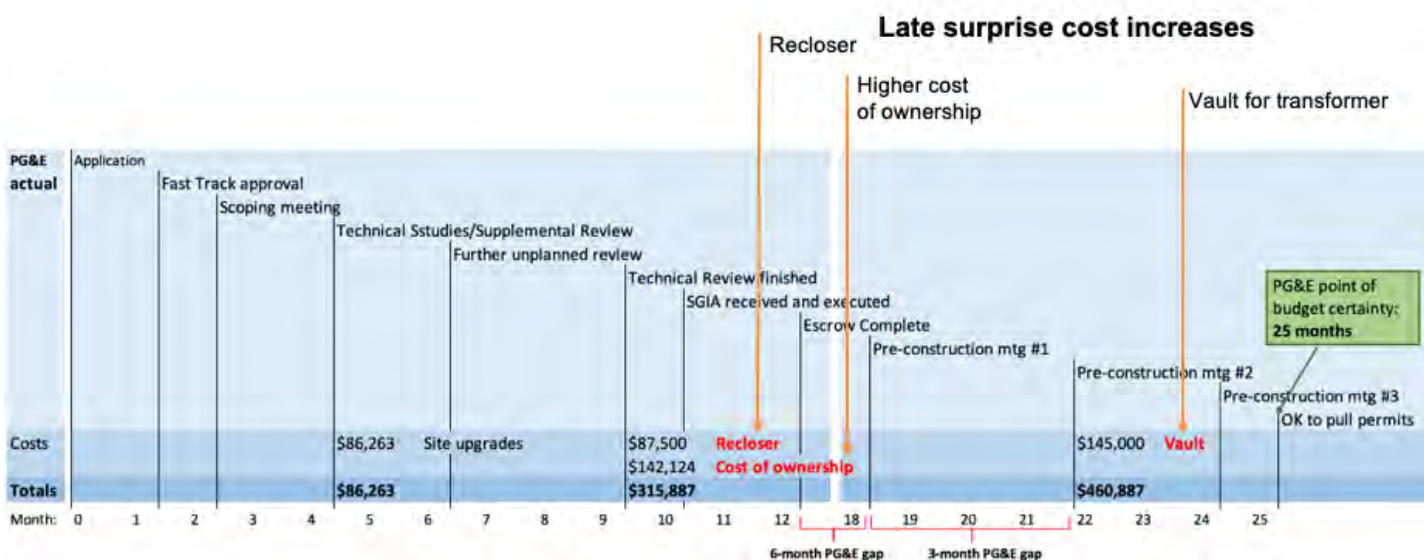 Late surprise cost increases
Recloser
Higher cost
of ownership
Vault for transformer
PG&E
actual
Application
Fast Track approval
Scoping meeting
Technical Sstudies/Supplemental Review
Further unplanned review
Technical Review finished
SGIA received and executed
Escrow Complete
Pre-construction mtg #1
Pre-construction mtg #2
Pre-construction mtg #3
OK to pull permits
PG&E point of
budget certainty:
25 months
Costs $86,263 Site upgrades $87,500 Recloser $145,000 Vault
$142,124 Cost of ownership
Totals $86,263 $315,887 $460,887
Month: 0 1 2 3 4 5 6 7 8 9 10 11 12 18 19 20 21 22 23 24 25
6-month PG&E gap 3-month PG&E gap